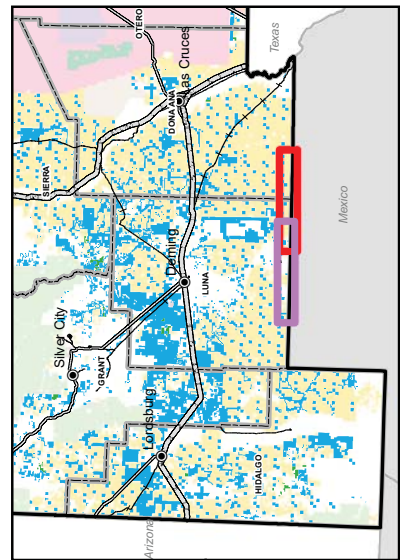 OTERO
Texas
Las Cruces
DONA ANA
SIERRA
Mexico
Deming
LUNA
Silver City
GRANT
Lordsburg
HIDALGO
Arizona